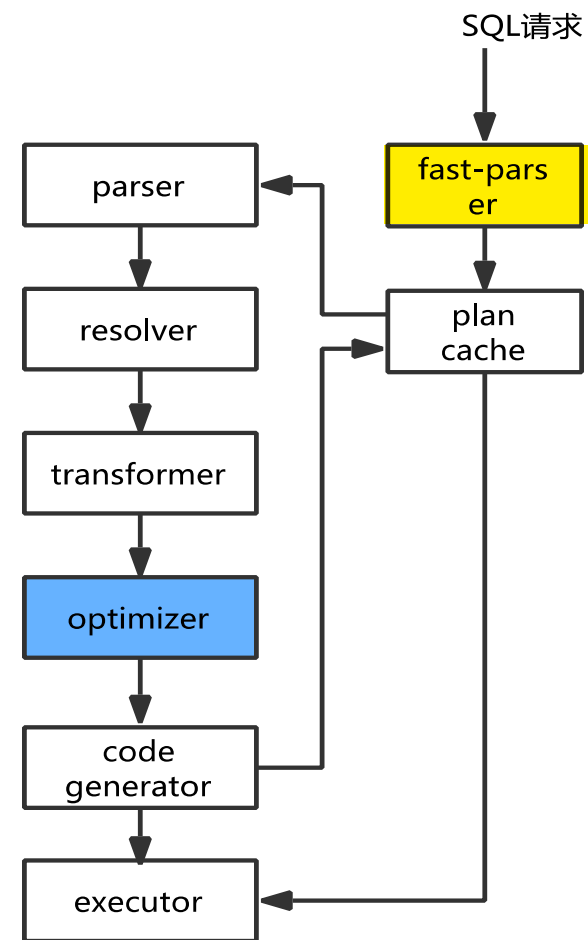 SQL请求
fast-pars
er
parser
plan
cache
resolver
transformer
optimizer
code
generator
executor